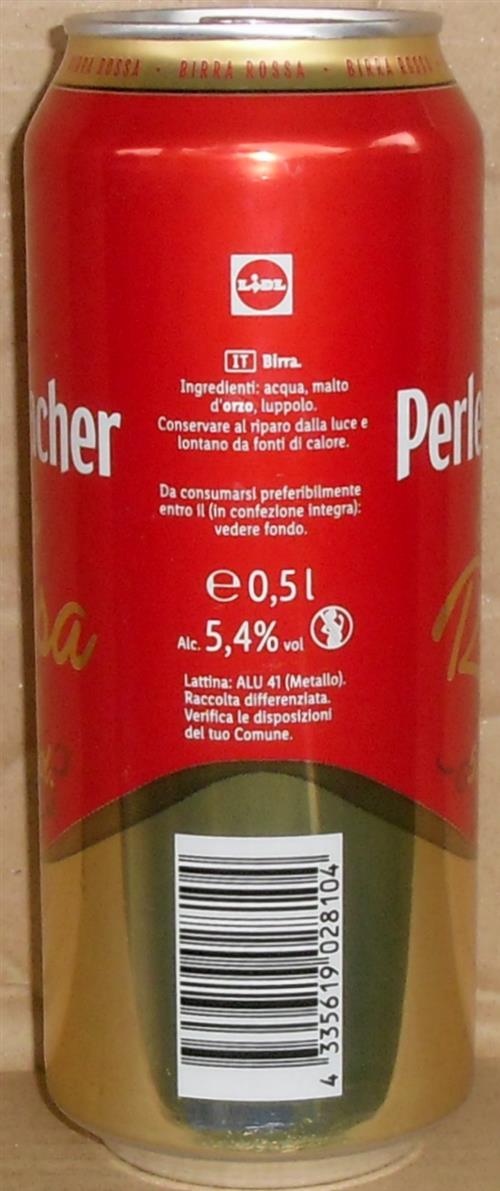 BIRRA ROSSA · BIRRA ROSSA · BIRRA ROSSA
LIDL
IT Birra.
Ingredienti: acqua, malto
d'orzo, luppolo.
Conservare al riparo dalla luce e
lontano da fonti di calore.
cher
Perle
Da consumarsi preferibilmente
entro il (in confezione integra):
vedere fondo.
℮ 0,5 l
Alc. 5,4% vol
sa
R
Lattina: ALU 41 (Metallo).
Raccolta differenziata.
Verifica le disposizioni
del tuo Comune.
4 335619 028104